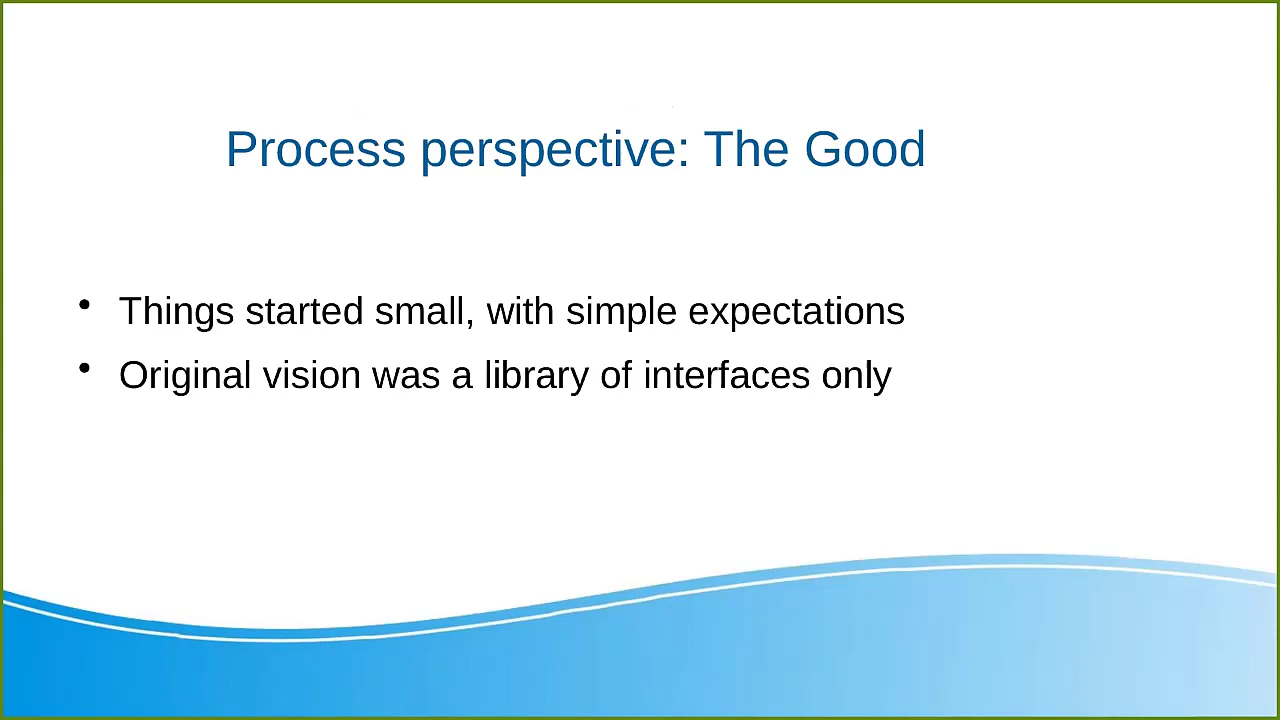 Process perspective: The Good
• Things started small, with simple expectations
• Original vision was a library of interfaces only